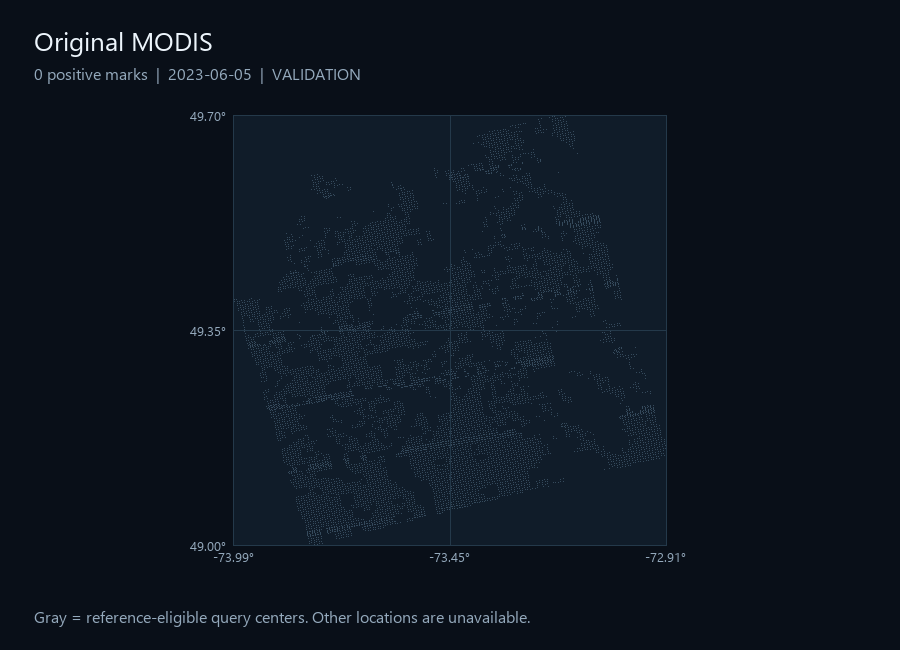 Original MODIS
0 positive marks | 2023-06-05 | VALIDATION
49.70°
49.35°
49.00°
-73.99° -73.45° -72.91°
Gray = reference-eligible query centers. Other locations are unavailable.